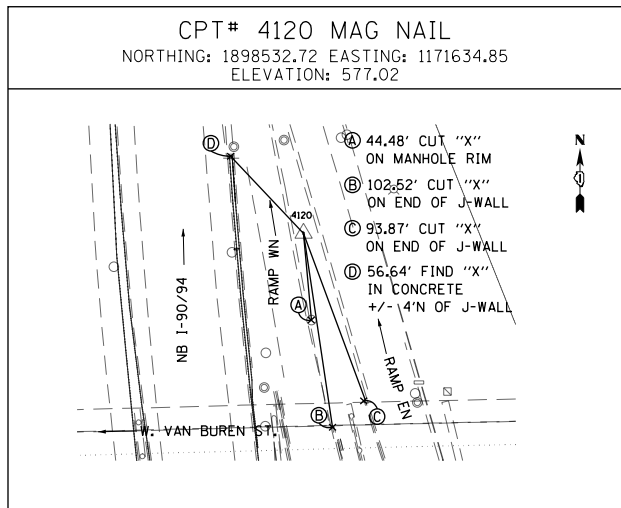 CPT# 4120 MAG NAIL
NORTHING: 1898532.72 EASTING: 1171634.85
ELEVATION: 577.02
D
A 44.48' CUT "X"
ON MANHOLE RIM
N
B 102.52' CUT "X"
ON END OF J-WALL
4120
C 93.87' CUT "X"
ON END OF J-WALL
D 56.64' FIND "X"
IN CONCRETE
+/- 4'N OF J-WALL
RAMP WN
NB I-90/94
A
RAMP EN
B
C
W. VAN BUREN ST.